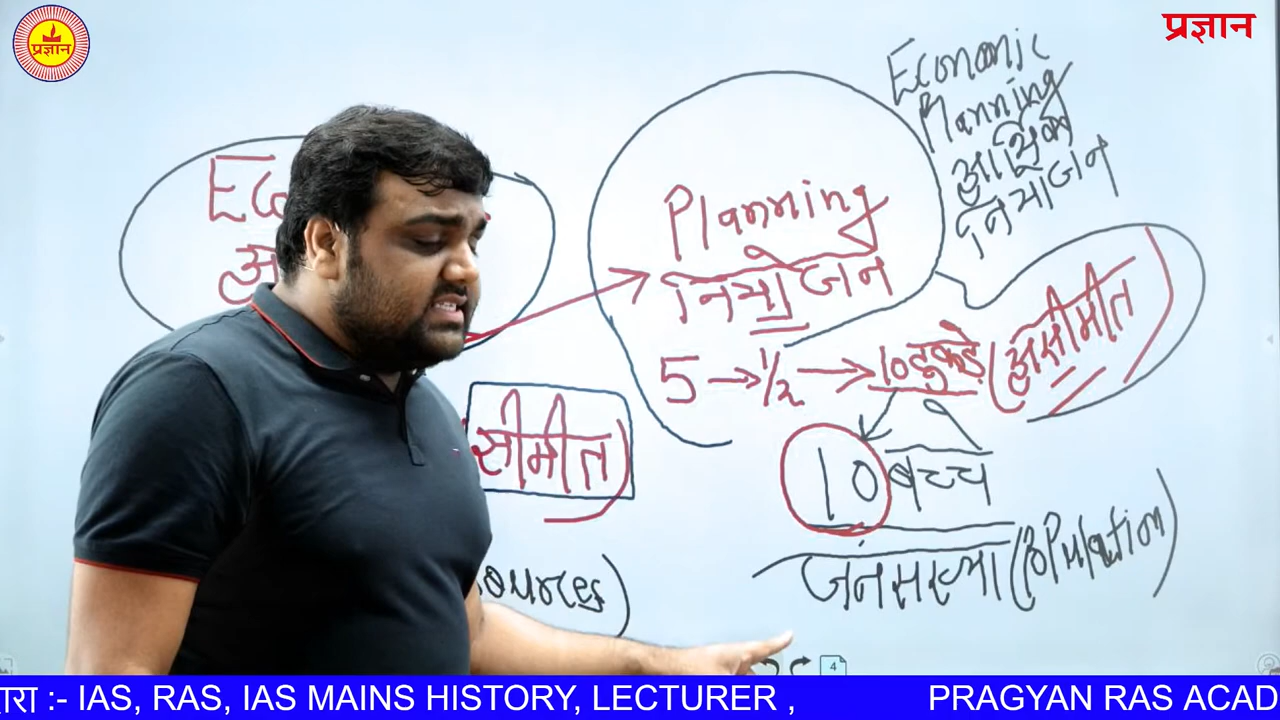 प्रज्ञान
प्रज्ञान
Economic
Planning
आर्थिक
नियोजन
Planning
नियोजन
5 → 1/2 → 10 टुकड़े (असीमीत)
सीमीत
10 बच्चे
जनसंख्या (Population)
:- IAS, RAS, IAS MAINS HISTORY, LECTURER ,
PRAGYAN RAS ACAD